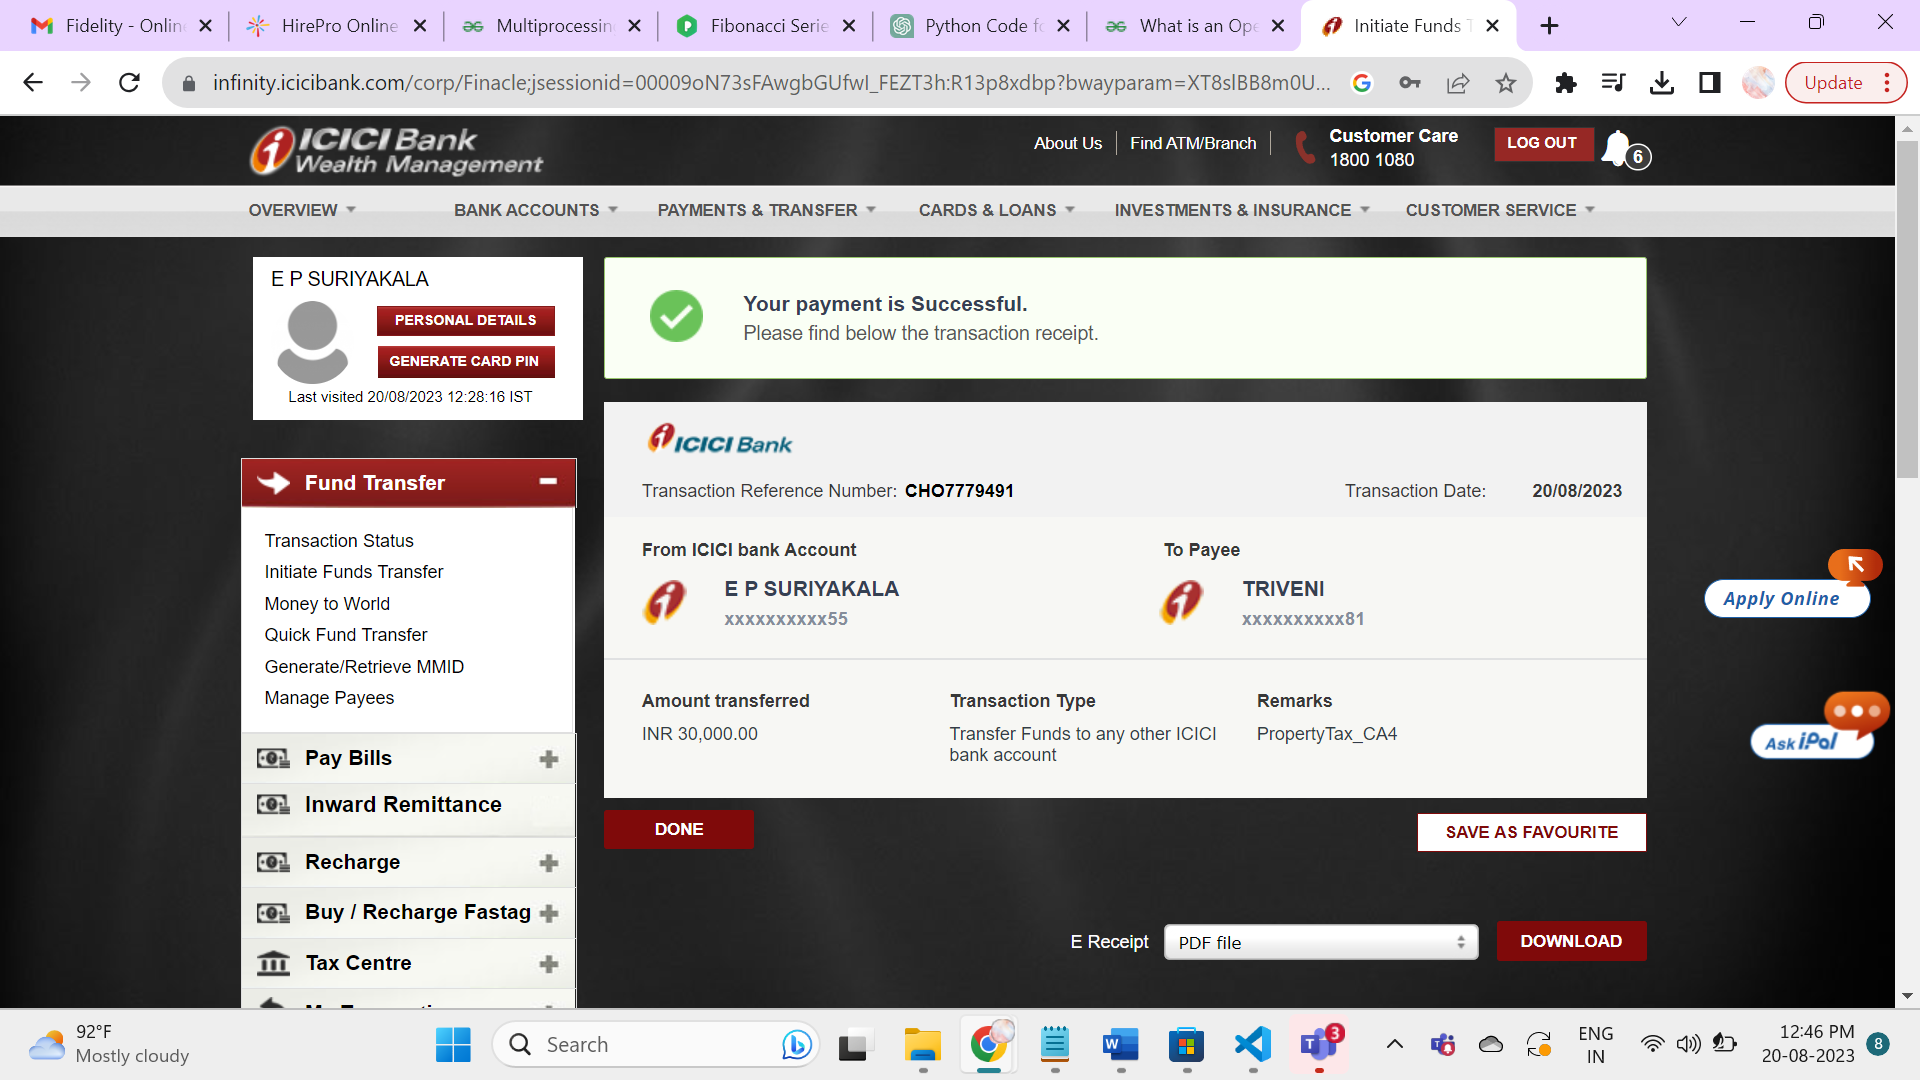 Fidelity - Onlin
HirePro Online
Multiprocessin
Fibonacci Serie
Python Code fo
What is an Ope
Initiate Funds T
infinity.icicibank.com/corp/Finacle;jsessionid=00009oN73sFAwgbGUfwI_FEZT3h:R13p8xdbp?bwayparam=XT8slBB8m0U...
Update
ICICI Bank
Wealth Management
About Us
Find ATM/Branch
Customer Care
1800 1080
LOG OUT
6
OVERVIEW
BANK ACCOUNTS
PAYMENTS & TRANSFER
CARDS & LOANS
INVESTMENTS & INSURANCE
CUSTOMER SERVICE
E P SURIYAKALA
PERSONAL DETAILS
GENERATE CARD PIN
Last visited 20/08/2023 12:28:16 IST
Fund Transfer
Transaction Status
Initiate Funds Transfer
Money to World
Quick Fund Transfer
Generate/Retrieve MMID
Manage Payees
Pay Bills
Inward Remittance
Recharge
Buy / Recharge Fastag
Tax Centre
Your payment is Successful.
Please find below the transaction receipt.
ICICI Bank
Transaction Reference Number: CHO7779491
Transaction Date: 20/08/2023
From ICICI bank Account
To Payee
E P SURIYAKALA
xxxxxxxxxx55
TRIVENI
xxxxxxxxxx81
Amount transferred
INR 30,000.00
Transaction Type
Transfer Funds to any other ICICI
bank account
Remarks
PropertyTax_CA4
DONE
SAVE AS FAVOURITE
E Receipt
PDF file
DOWNLOAD
Apply Online
Ask iPal
92°F
Mostly cloudy
Search
3
ENG
IN
12:46 PM
20-08-2023
8